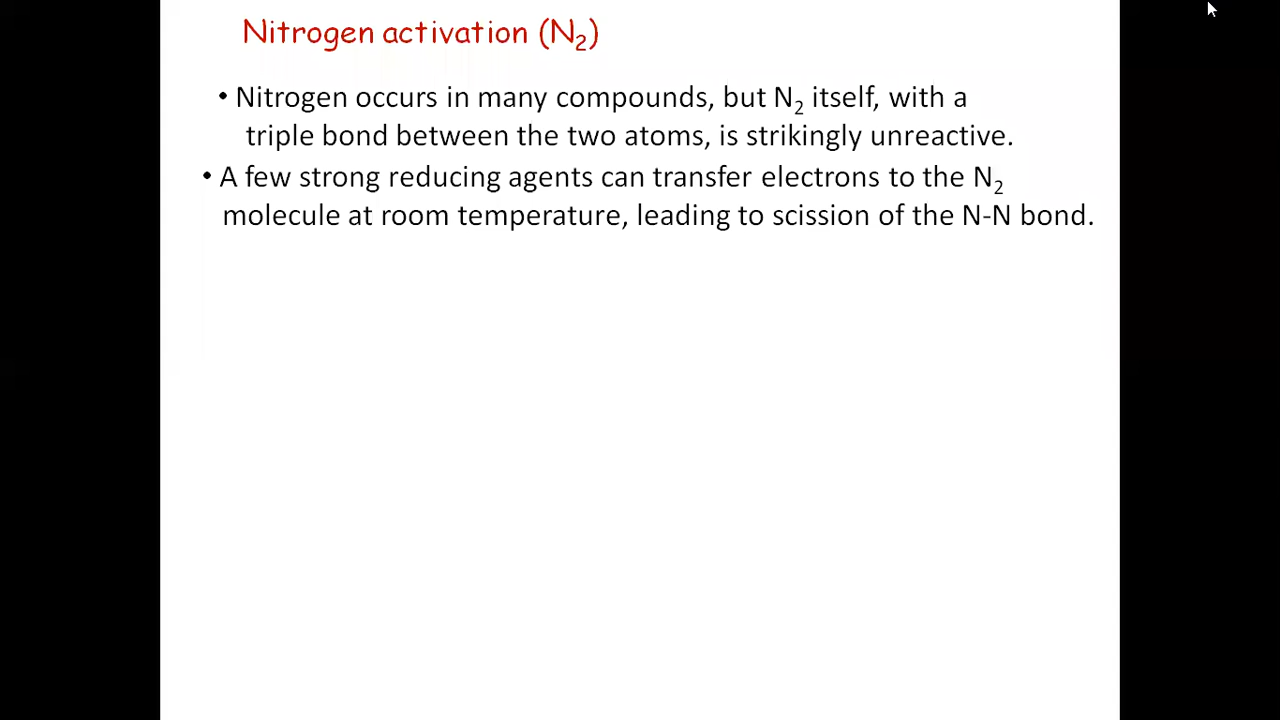 Nitrogen activation (N₂)
• Nitrogen occurs in many compounds, but N₂ itself, with a
triple bond between the two atoms, is strikingly unreactive.
• A few strong reducing agents can transfer electrons to the N₂
molecule at room temperature, leading to scission of the N-N bond.